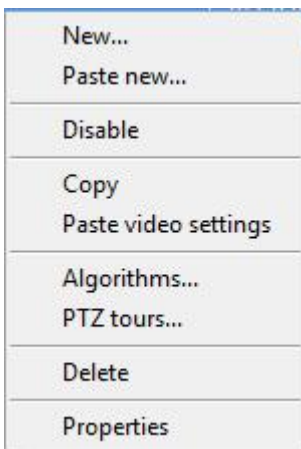 New...
Paste new...
Disable
Copy
Paste video settings
Algorithms...
PTZ tours...
Delete
Properties